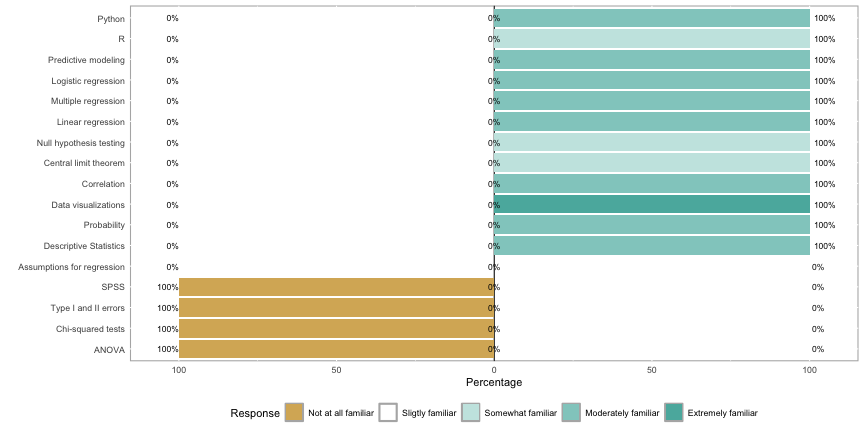 Python 0% 0% 100%
R 0% 0% 100%
Predictive modeling 0% 0% 100%
Logistic regression 0% 0% 100%
Multiple regression 0% 0% 100%
Linear regression 0% 0% 100%
Null hypothesis testing 0% 0% 100%
Central limit theorem 0% 0% 100%
Correlation 0% 0% 100%
Data visualizations 0% 0% 100%
Probability 0% 0% 100%
Descriptive Statistics 0% 0% 100%
Assumptions for regression 0% 0% 0%
SPSS 100% 0% 0%
Type I and II errors 100% 0% 0%
Chi-squared tests 100% 0% 0%
ANOVA 100% 0% 0%
100 50 0 50 100
Percentage
Response Not at all familiar Sligtly familiar Somewhat familiar Moderately familiar Extremely familiar